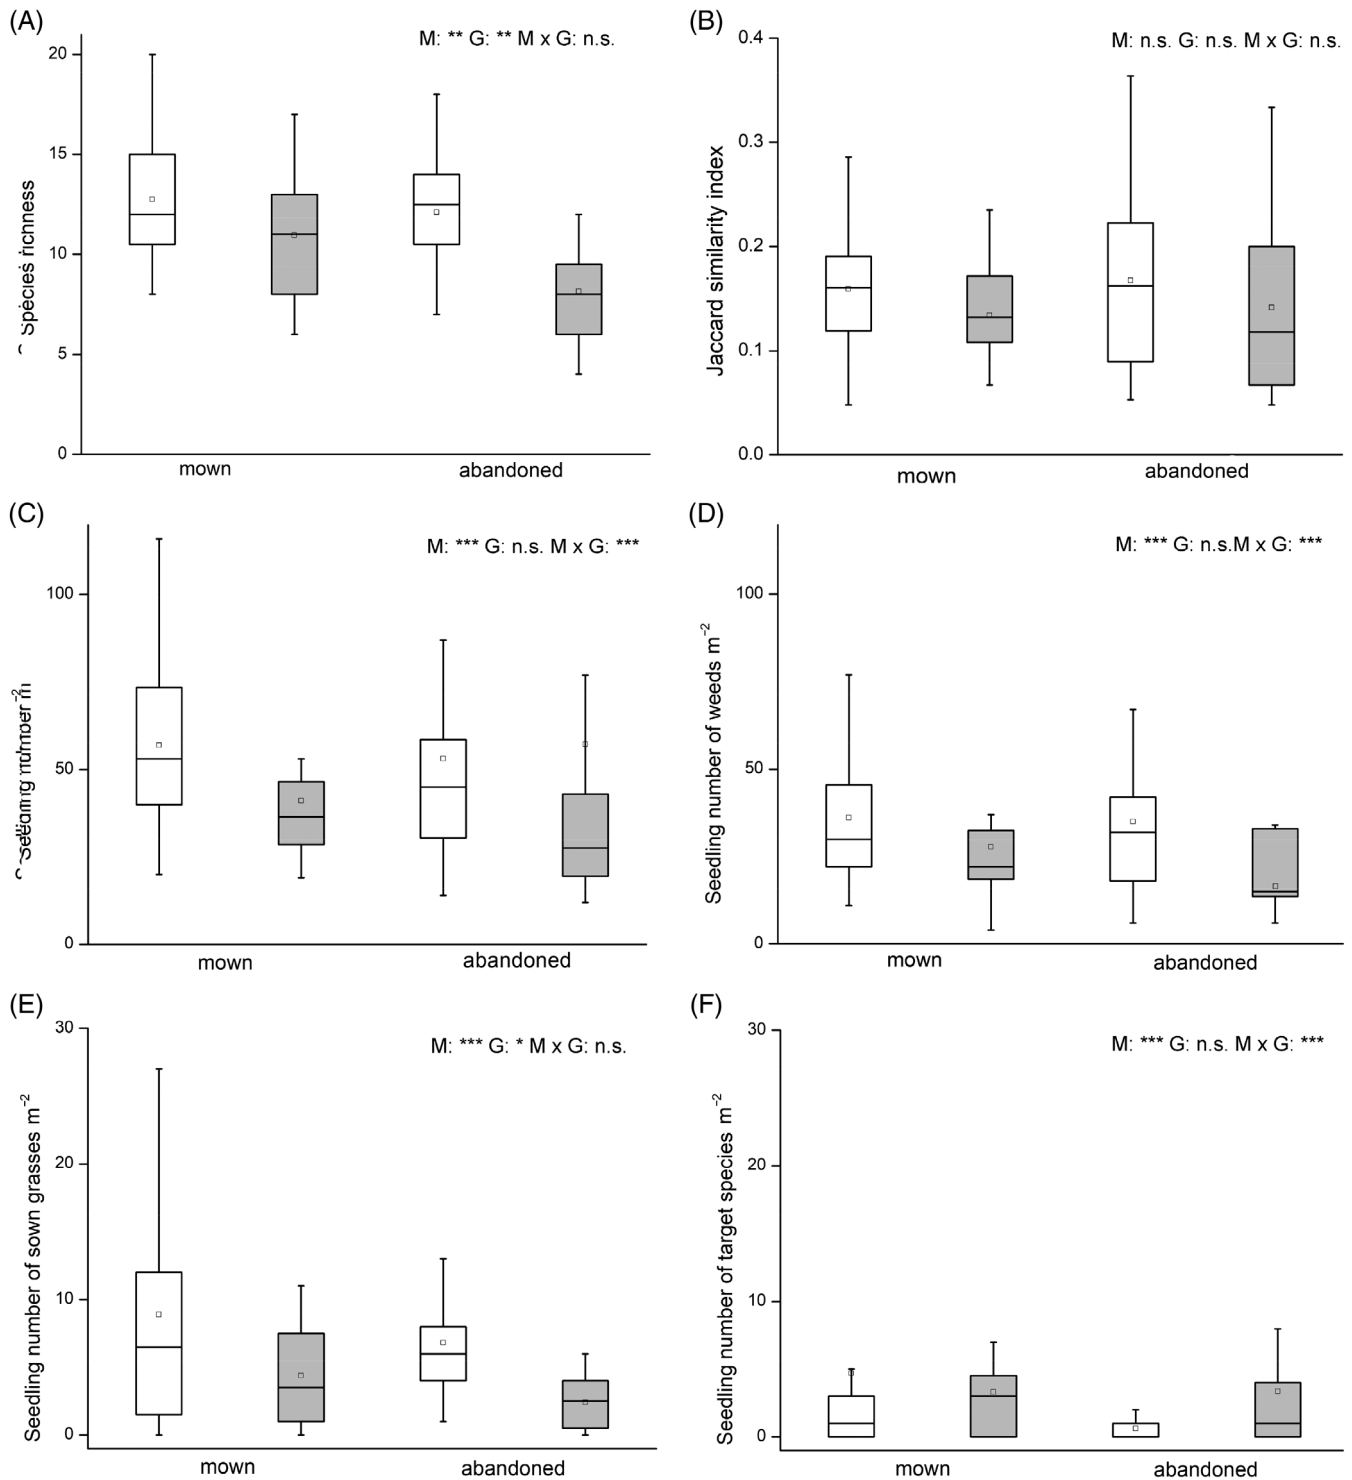 (A)
M: ** G: ** M x G: n.s.
20
15
10
5
0
Species richness
mown
abandoned
(B)
M: n.s. G: n.s. M x G: n.s.
0.4
0.3
0.2
0.1
0.0
Jaccard similarity index
mown
abandoned
(C)
M: *** G: n.s. M x G: ***
100
50
0
Seedling number m⁻²
mown
abandoned
(D)
M: *** G: n.s.M x G: ***
100
50
0
Seedling number of weeds m⁻²
mown
abandoned
(E)
M: *** G: * M x G: n.s.
30
20
10
0
Seedling number of sown grasses m⁻²
mown
abandoned
(F)
M: *** G: n.s. M x G: ***
30
20
10
0
Seedling number of target species m⁻²
mown
abandoned